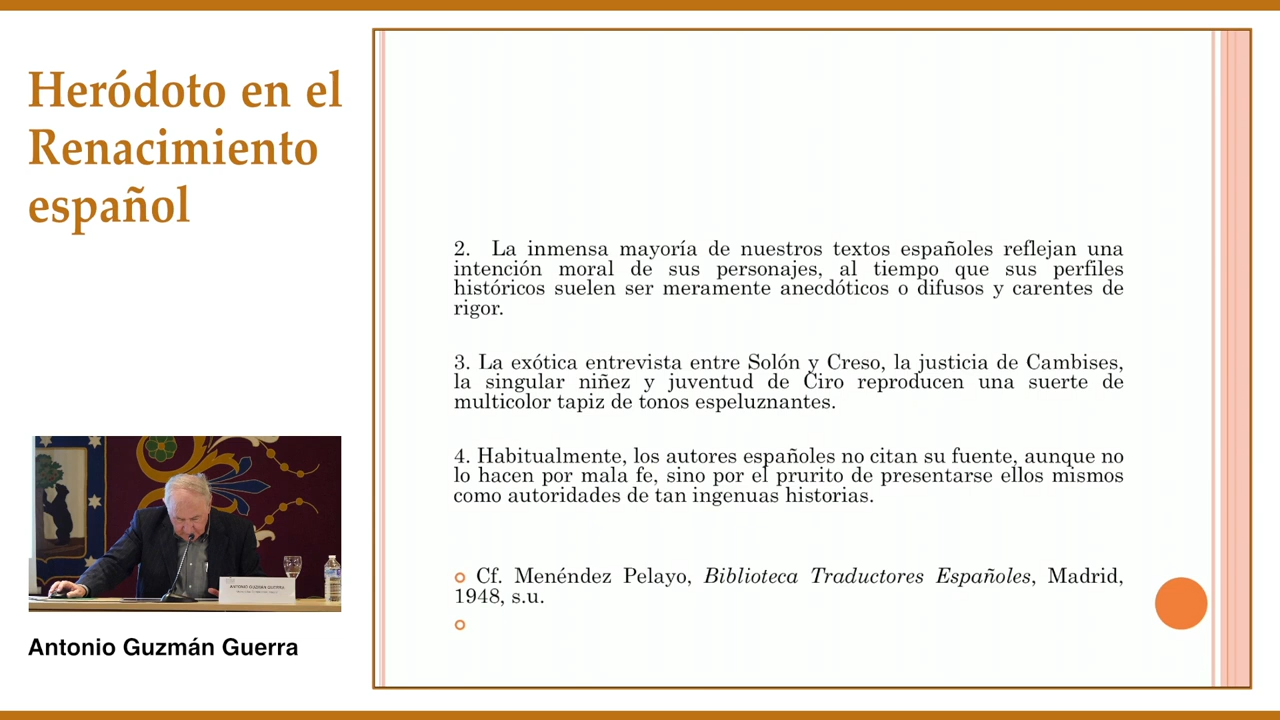 Heródoto en el
Renacimiento
español
2. La inmensa mayoría de nuestros textos españoles reflejan una
intención moral de sus personajes, al tiempo que sus perfiles
históricos suelen ser meramente anecdóticos o difusos y carentes de
rigor.
3. La exótica entrevista entre Solón y Creso, la justicia de Cambises,
la singular niñez y juventud de Ciro reproducen una suerte de
multicolor tapiz de tonos espeluznantes.
4. Habitualmente, los autores españoles no citan su fuente, aunque no
lo hacen por mala fe, sino por el prurito de presentarse ellos mismos
como autoridades de tan ingenuas historias.
Cf. Menéndez Pelayo, Biblioteca Traductores Españoles, Madrid,
1948, s.u.
ANTONIO GUZMÁN GUERRA
Antonio Guzmán Guerra